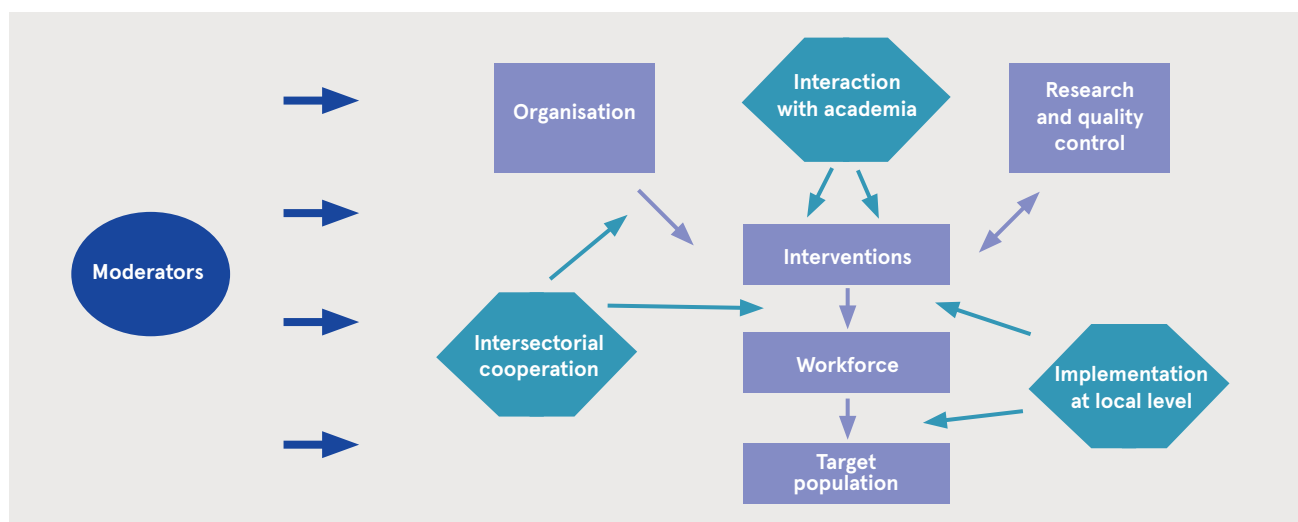 Moderators
Organisation
Interaction
with academia
Research
and quality
control
Interventions
Intersectorial
cooperation
Workforce
Implementation
at local level
Target
population